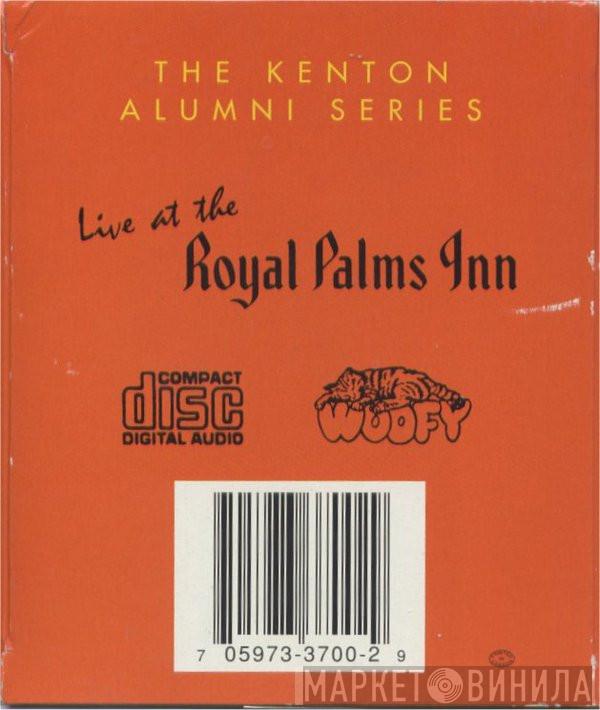 THE KENTON
ALUMNI SERIES
Live at the
Royal Palms Inn
COMPACT
disc
DIGITAL AUDIO
WOOFY
7 05973-3700-2 9
МАРКЕТ ВИНИЛА